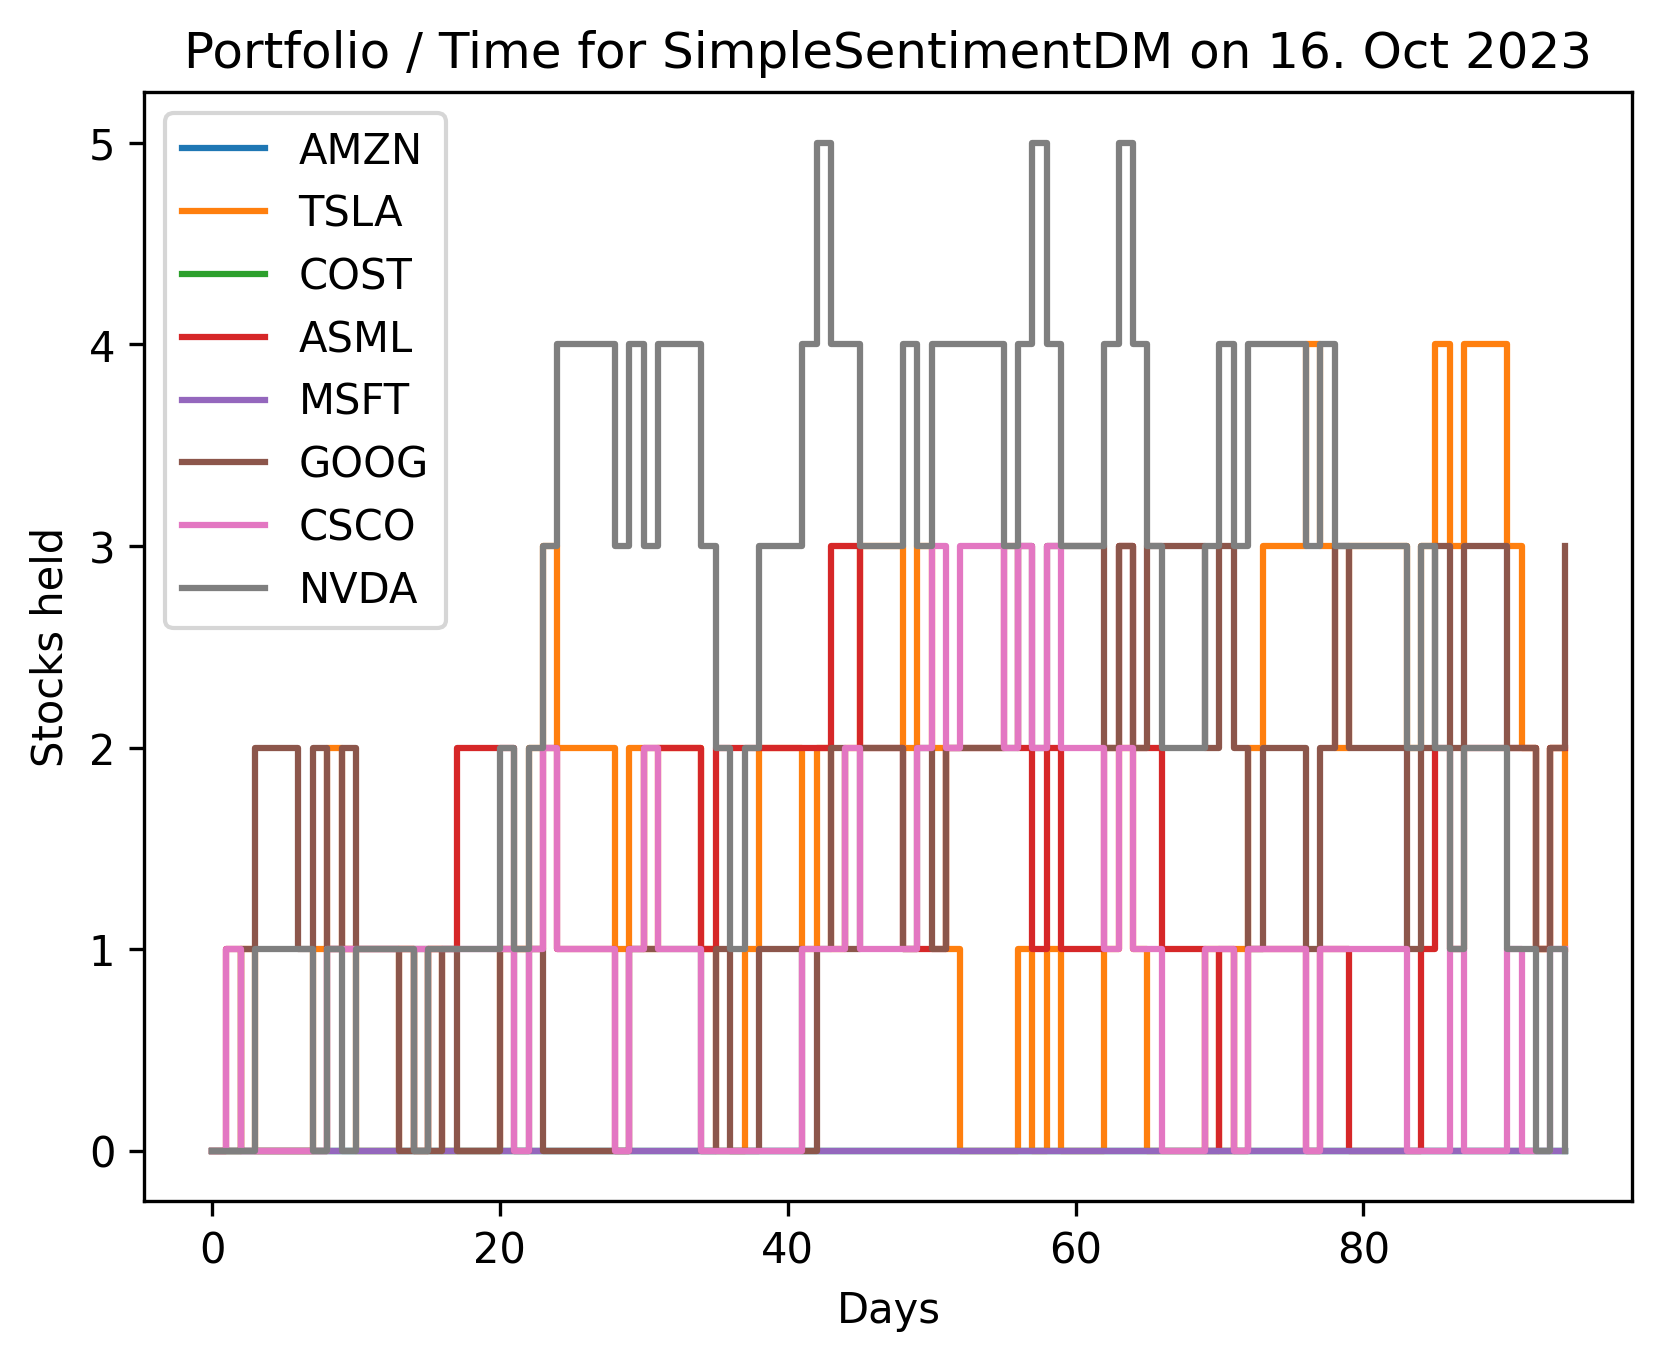 Portfolio / Time for SimpleSentimentDM on 16. Oct 2023
AMZN
TSLA
COST
ASML
MSFT
GOOG
CSCO
NVDA
5
4
3
2
1
0
Stocks held
0 20 40 60 80
Days